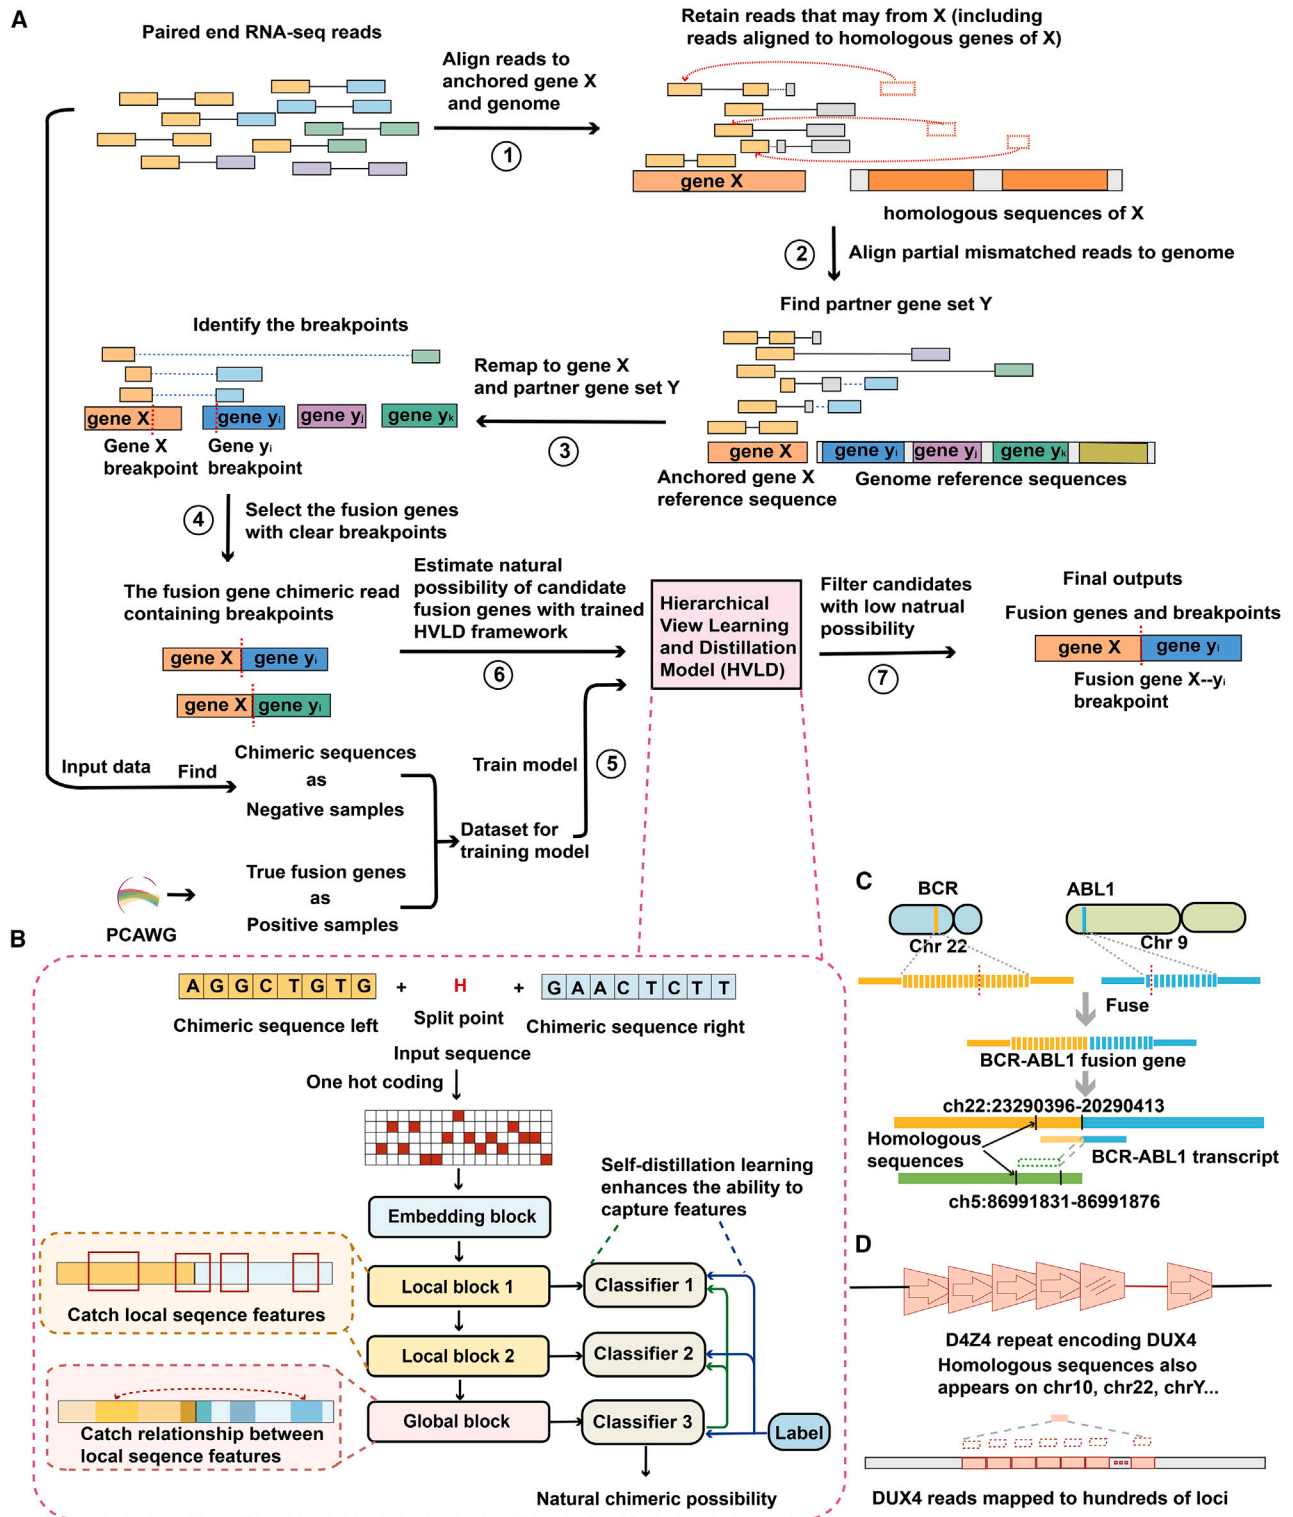 A
Paired end RNA-seq reads
Align reads to
anchored gene X
and genome
1
Retain reads that may from X (including
reads aligned to homologous genes of X)
gene X
homologous sequences of X
2
Align partial mismatched reads to genome
Find partner gene set Y
gene X
gene yi
gene yj
gene yk
Anchored gene X
reference sequence
Genome reference sequences
Remap to gene X
and partner gene set Y
3
Identify the breakpoints
gene X
gene yi
gene yj
gene yk
Gene X
breakpoint
Gene yi
breakpoint
4
Select the fusion genes
with clear breakpoints
The fusion gene chimeric read
containing breakpoints
gene X
gene yi
gene X
gene yi
Estimate natural
possibility of candidate
fusion genes with trained
HVLD framework
6
Hierarchical
View Learning
and Distillation
Model (HVLD)
Filter candidates
with low natrual
possibility
7
Final outputs
Fusion genes and breakpoints
gene X
gene yi
Fusion gene X--yi
breakpoint
Input data
Find
Chimeric sequences
as
Negative samples
Train model
5
Dataset for
training model
True fusion genes
as
Positive samples
PCAWG
B
A G G C T G T G
+
H
+
G A A C T C T T
Chimeric sequence left
Split point
Chimeric sequence right
Input sequence
One hot coding
Embedding block
Self-distillation learning
enhances the ability to
capture features
Local block 1
Classifier 1
Catch local seqence features
Local block 2
Classifier 2
Global block
Classifier 3
Label
Catch relationship between
local seqence features
Natural chimeric possibility
C
BCR
ABL1
Chr 22
Chr 9
Fuse
BCR-ABL1 fusion gene
ch22:23290396-20290413
Homologous
sequences
BCR-ABL1 transcript
ch5:86991831-86991876
D
D4Z4 repeat encoding DUX4
Homologous sequences also
appears on chr10, chr22, chrY...
DUX4 reads mapped to hundreds of loci